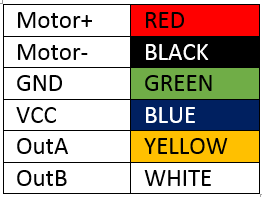 Motor+ RED
Motor- BLACK
GND GREEN
VCC BLUE
OutA YELLOW
OutB WHITE